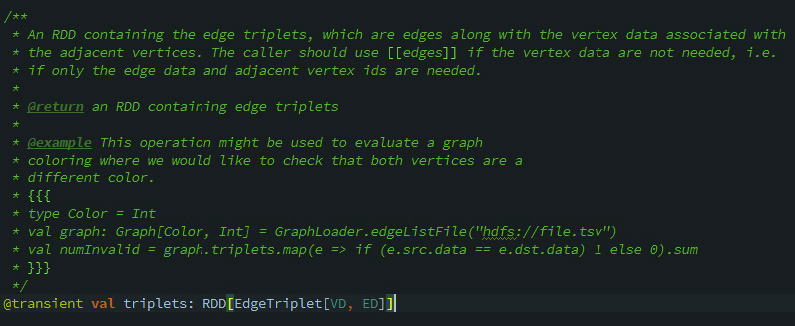 /**
 * An RDD containing the edge triplets, which are edges along with the vertex data associated with
 * the adjacent vertices. The caller should use [[edges]] if the vertex data are not needed, i.e.
 * if only the edge data and adjacent vertex ids are needed.
 *
 * @return an RDD containing edge triplets
 *
 * @example This operation might be used to evaluate a graph
 * coloring where we would like to check that both vertices are a
 * different color.
 * {{{
 * type Color = Int
 * val graph: Graph[Color, Int] = GraphLoader.edgeListFile("hdfs://file.tsv")
 * val numInvalid = graph.triplets.map(e => if (e.src.data == e.dst.data) 1 else 0).sum
 * }}}
 */
@transient val triplets: RDD[EdgeTriplet[VD, ED]]